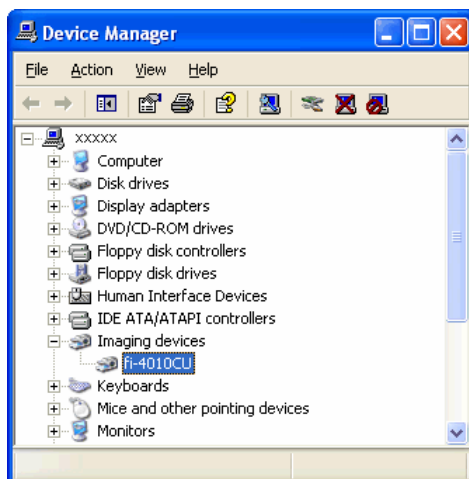 Device Manager
File Action View Help
xxxxx
Computer
Disk drives
Display adapters
DVD/CD-ROM drives
Floppy disk controllers
Floppy disk drives
Human Interface Devices
IDE ATA/ATAPI controllers
Imaging devices
fi-4010CU
Keyboards
Mice and other pointing devices
Monitors